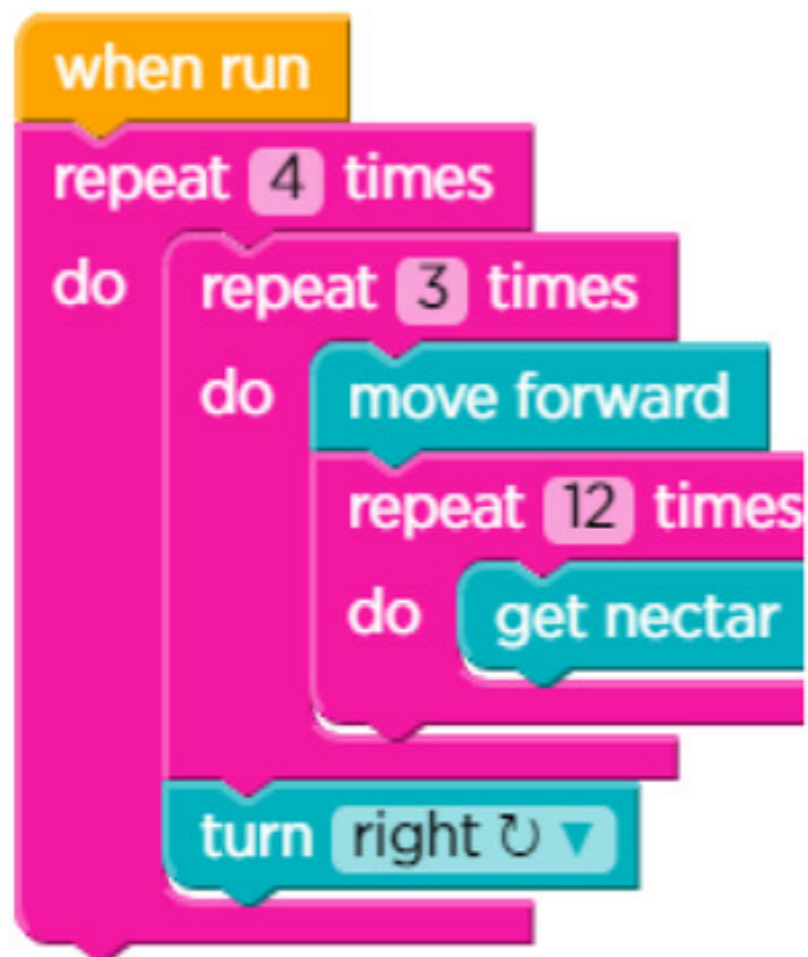 when run
repeat 4 times
do repeat 3 times
do move forward
repeat 12 times
do get nectar
turn right ↻ ▼